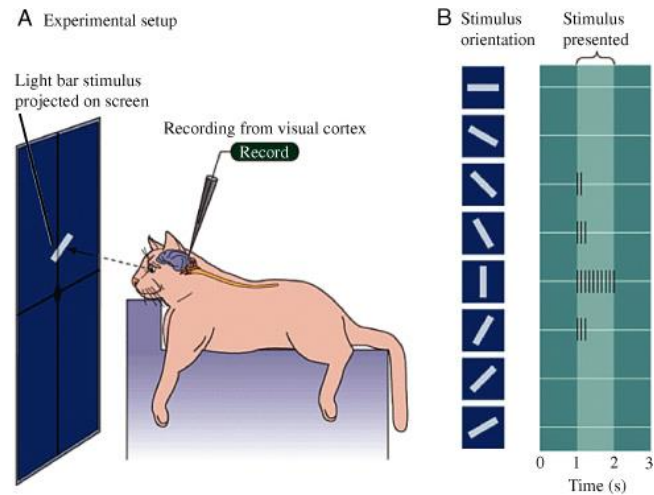 A Experimental setup
Light bar stimulus
projected on screen
Recording from visual cortex
Record
B Stimulus
orientation
Stimulus
presented
0 1 2 3
Time (s)